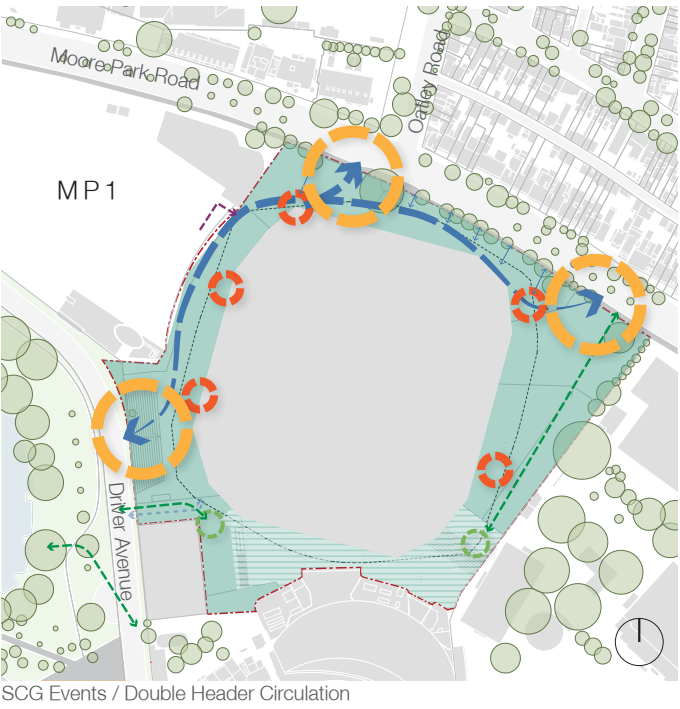 Moore Park Road
Oatley Road
MP1
Driver Avenue
SCG Events / Double Header Circulation